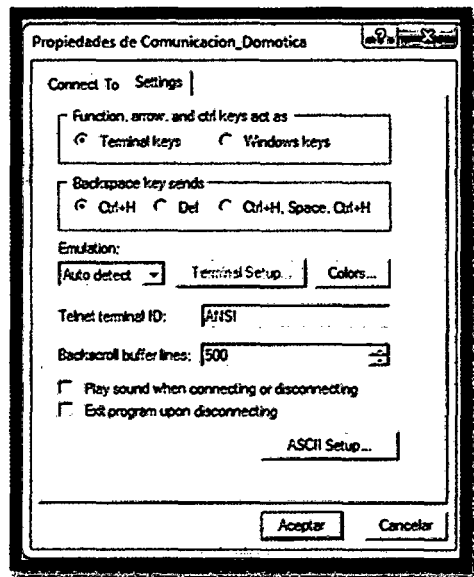 Propiedades de Comunicacion_Domotica
Connect To Settings
Function, arrow, and ctrl keys act as
Terminal keys Windows keys
Backspace key sends
Ctrl+H Del Ctrl+H, Space, Ctrl+H
Emulation:
Auto detect Terminal Setup... Colors...
Telnet terminal ID: ANSI
Backscroll buffer lines: 500
Play sound when connecting or disconnecting
Exit program upon disconnecting
ASCII Setup...
Aceptar Cancelar